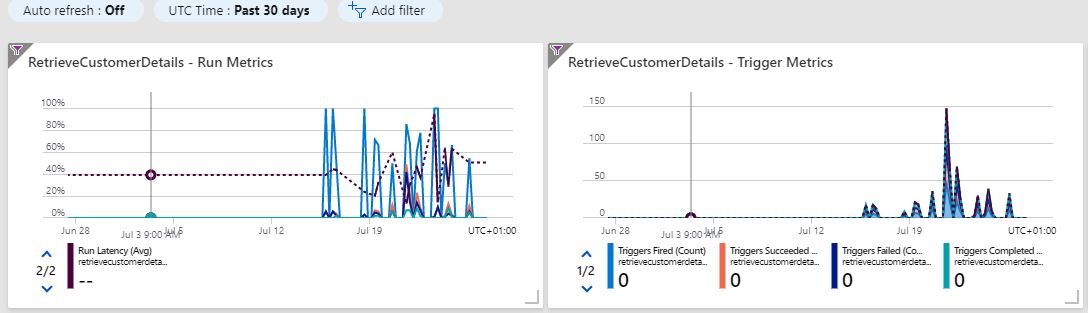 Auto refresh : Off
UTC Time : Past 30 days
Add filter
RetrieveCustomerDetails - Run Metrics
100%
80%
60%
40%
20%
0%
Jun 28
Jul 3 9:00 AM
Jul 12
Jul 19
UTC+01:00
2/2
Run Latency (Avg)
retrievecustomerdeta...
--
RetrieveCustomerDetails - Trigger Metrics
150
100
50
0
Jun 28
Jul 3 9:00 AM
Jul 12
Jul 19
UTC+01:00
1/2
Triggers Fired (Count)
retrievecustomerdeta...
0
Triggers Succeeded ...
retrievecustomerdeta...
0
Triggers Failed (Co...
retrievecustomerdeta...
0
Triggers Completed ...
retrievecustomerdeta...
0